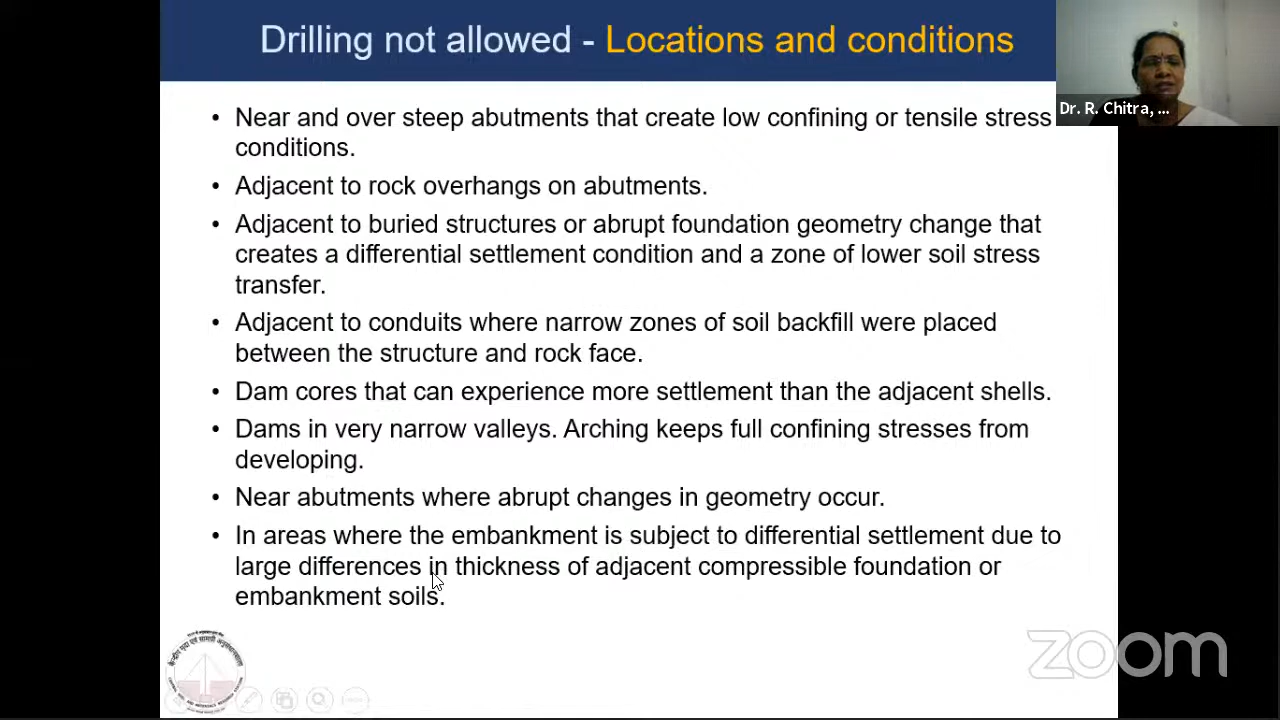 Drilling not allowed - Locations and conditions
Dr. R. Chitra, ...
• Near and over steep abutments that create low confining or tensile stress
conditions.
• Adjacent to rock overhangs on abutments.
• Adjacent to buried structures or abrupt foundation geometry change that
creates a differential settlement condition and a zone of lower soil stress
transfer.
• Adjacent to conduits where narrow zones of soil backfill were placed
between the structure and rock face.
• Dam cores that can experience more settlement than the adjacent shells.
• Dams in very narrow valleys. Arching keeps full confining stresses from
developing.
• Near abutments where abrupt changes in geometry occur.
• In areas where the embankment is subject to differential settlement due to
large differences in thickness of adjacent compressible foundation or
embankment soils.
zoom